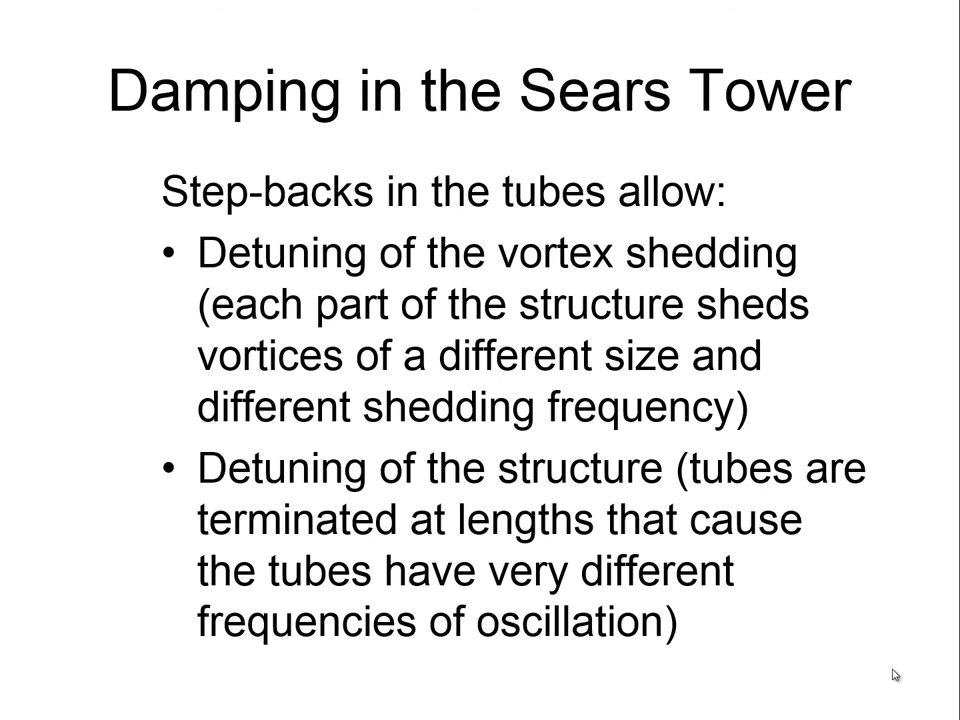 Damping in the Sears Tower
Step-backs in the tubes allow:
• Detuning of the vortex shedding
(each part of the structure sheds
vortices of a different size and
different shedding frequency)
• Detuning of the structure (tubes are
terminated at lengths that cause
the tubes have very different
frequencies of oscillation)